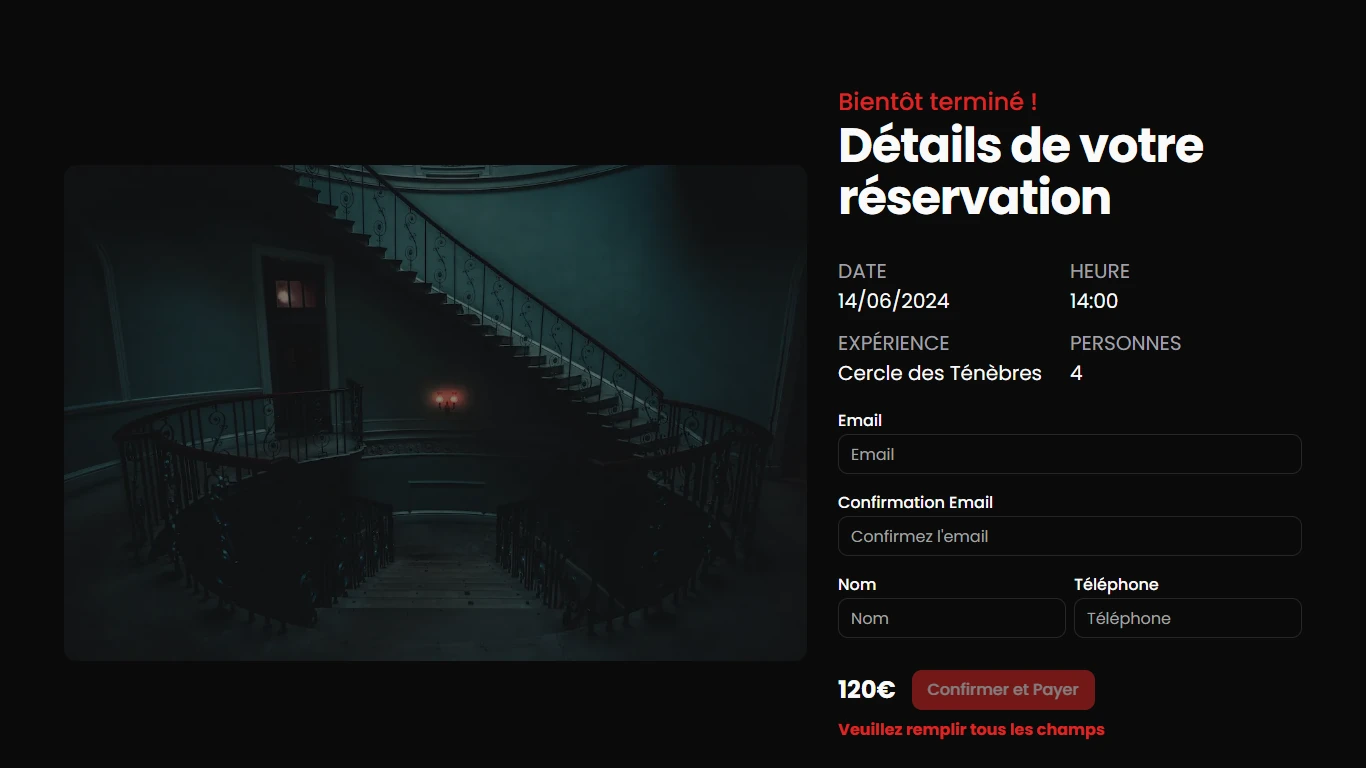 Bientôt terminé !
Détails de votre
réservation
DATE
HEURE
14/06/2024
14:00
EXPÉRIENCE
PERSONNES
Cercle des Ténèbres
4
Email
Email
Confirmation Email
Confirmez l'email
Nom
Téléphone
Nom
Téléphone
120€
Confirmer et Payer
Veuillez remplir tous les champs